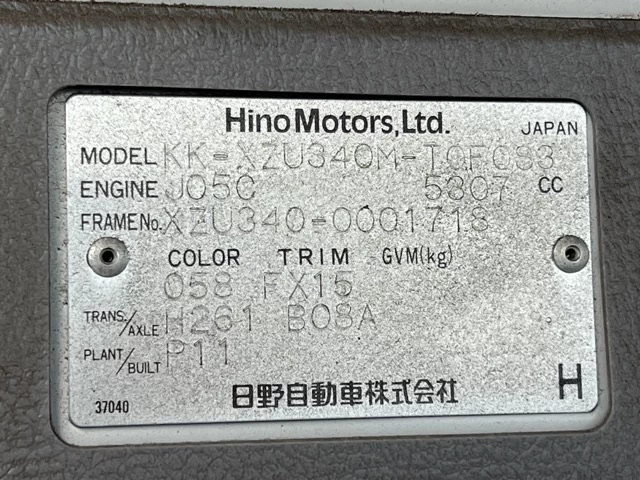 Hino Motors, Ltd. JAPAN
MODEL KK-XZU340M-TQFQS3
ENGINE J05C 5307 CC
FRAME No. XZU340-0001718
COLOR TRIM GVM(kg)
058 FX15
TRANS./AXLE H261 B08A
PLANT/BUILT P11
37040 日野自動車株式会社 H